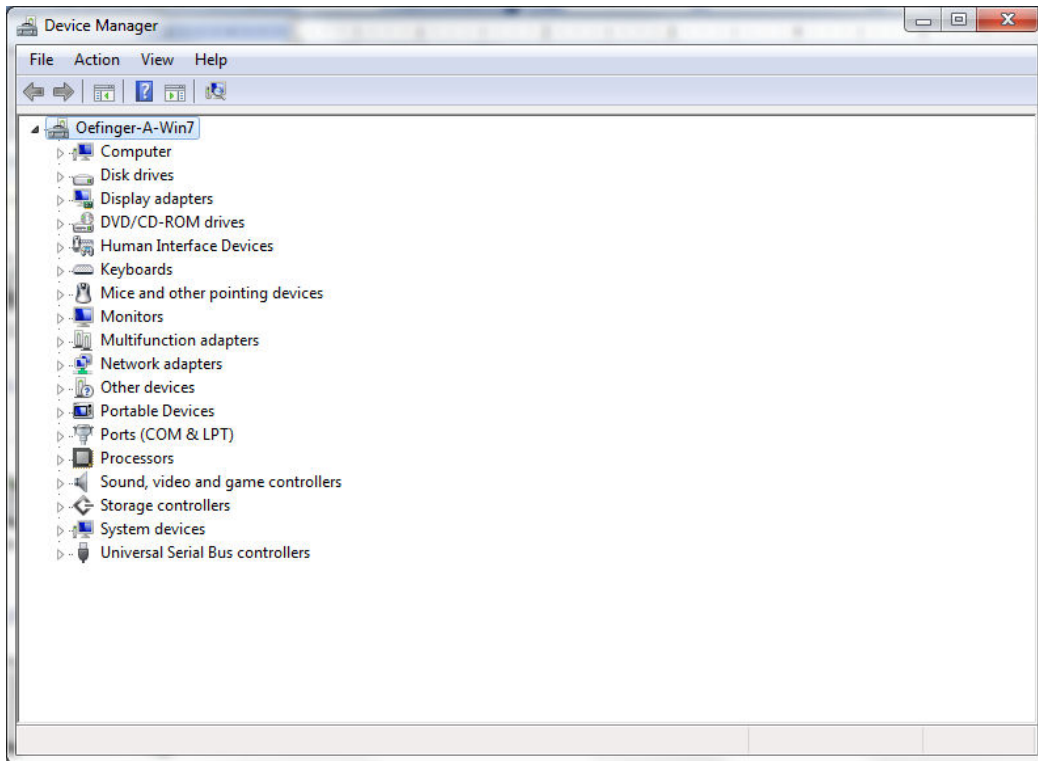 Device Manager
File Action View Help
Oefinger-A-Win7
Computer
Disk drives
Display adapters
DVD/CD-ROM drives
Human Interface Devices
Keyboards
Mice and other pointing devices
Monitors
Multifunction adapters
Network adapters
Other devices
Portable Devices
Ports (COM & LPT)
Processors
Sound, video and game controllers
Storage controllers
System devices
Universal Serial Bus controllers